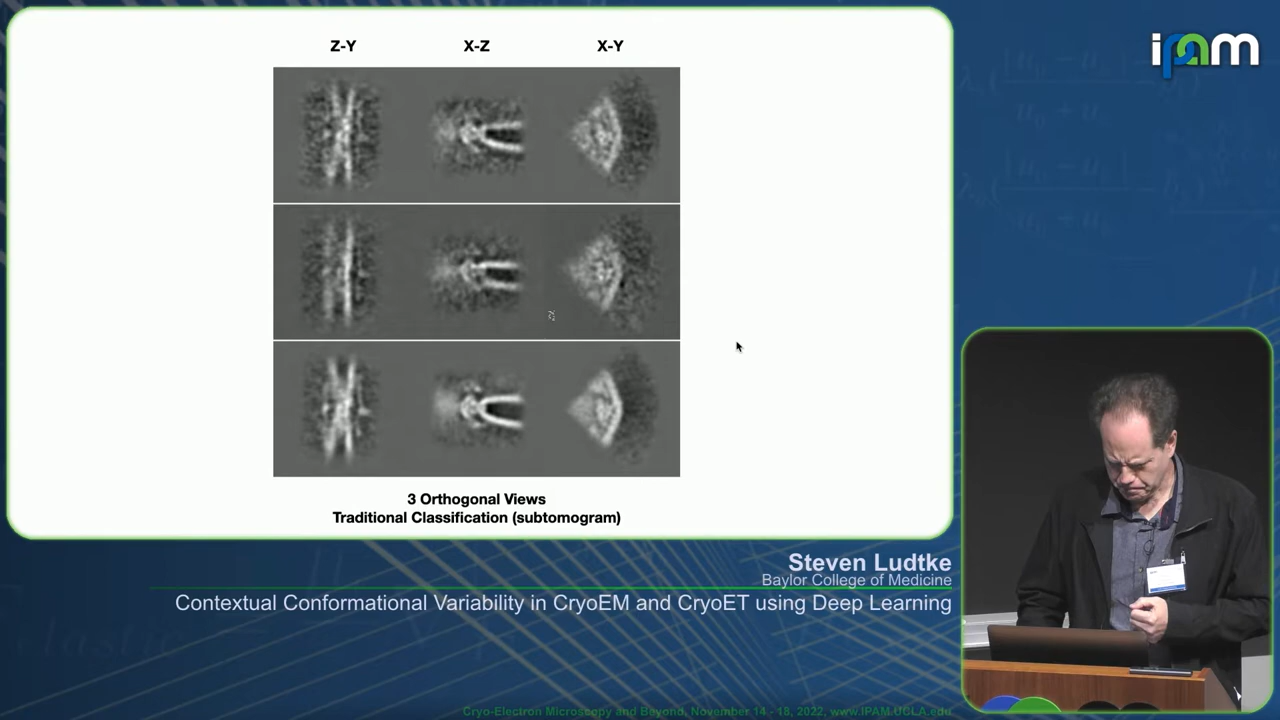 Z-Y X-Z X-Y
3 Orthogonal Views
Traditional Classification (subtomogram)
ipam
Steven Ludtke
Baylor College of Medicine
Contextual Conformational Variability in CryoEM and CryoET using Deep Learning
Cryo-Electron Microscopy and Beyond, November 14 - 18, 2022, www.IPAM.UCLA.edu